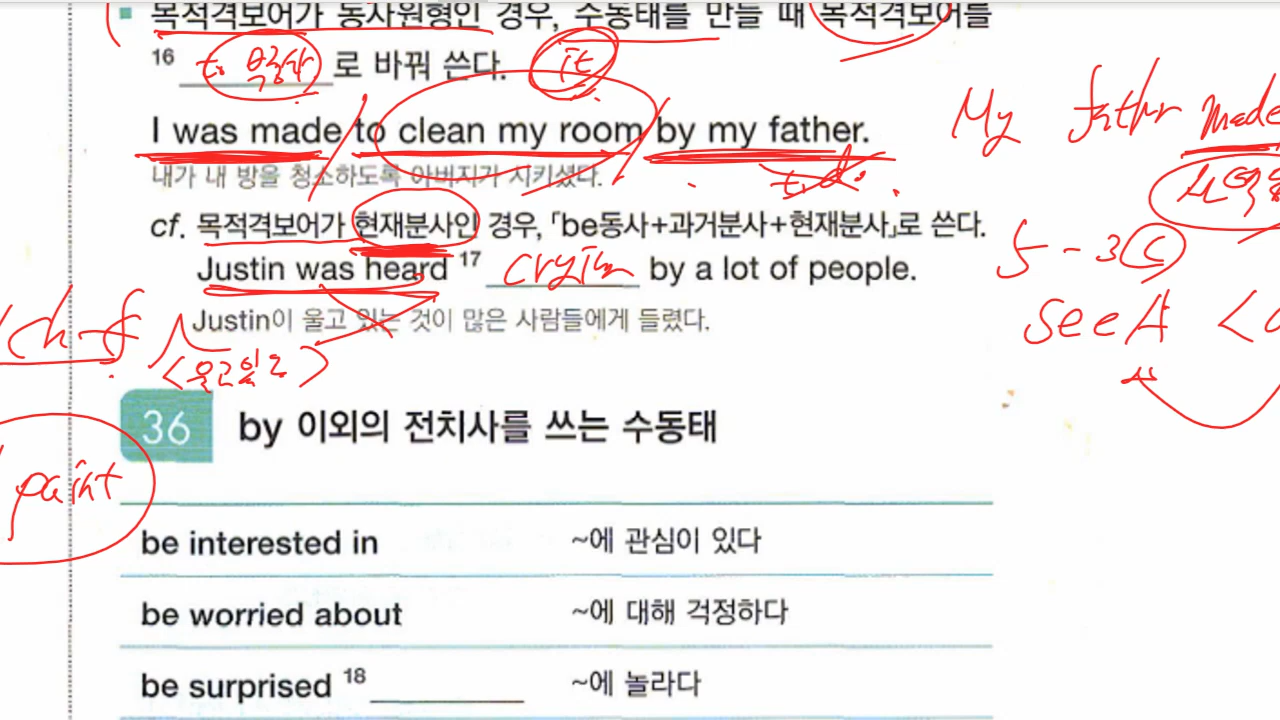 목적격보어가 동사원형인 경우, 수동태를 만들 때 목적격보어를
16 to 부정사 로 바꿔 쓴다. it
I was made to clean my room by my father.
My father made
내가 내 방을 청소하도록 아버지가 시키셨다.
cf. 목적격보어가 현재분사인 경우, 「be동사+과거분사+현재분사」로 쓴다.
5-3 C
Justin was heard 17 crying by a lot of people.
see A
Justin이 울고 있는 것이 많은 사람들에게 들렸다.
36 by 이외의 전치사를 쓰는 수동태
paint
be interested in ~에 관심이 있다
be worried about ~에 대해 걱정하다
be surprised 18 ~에 놀라다